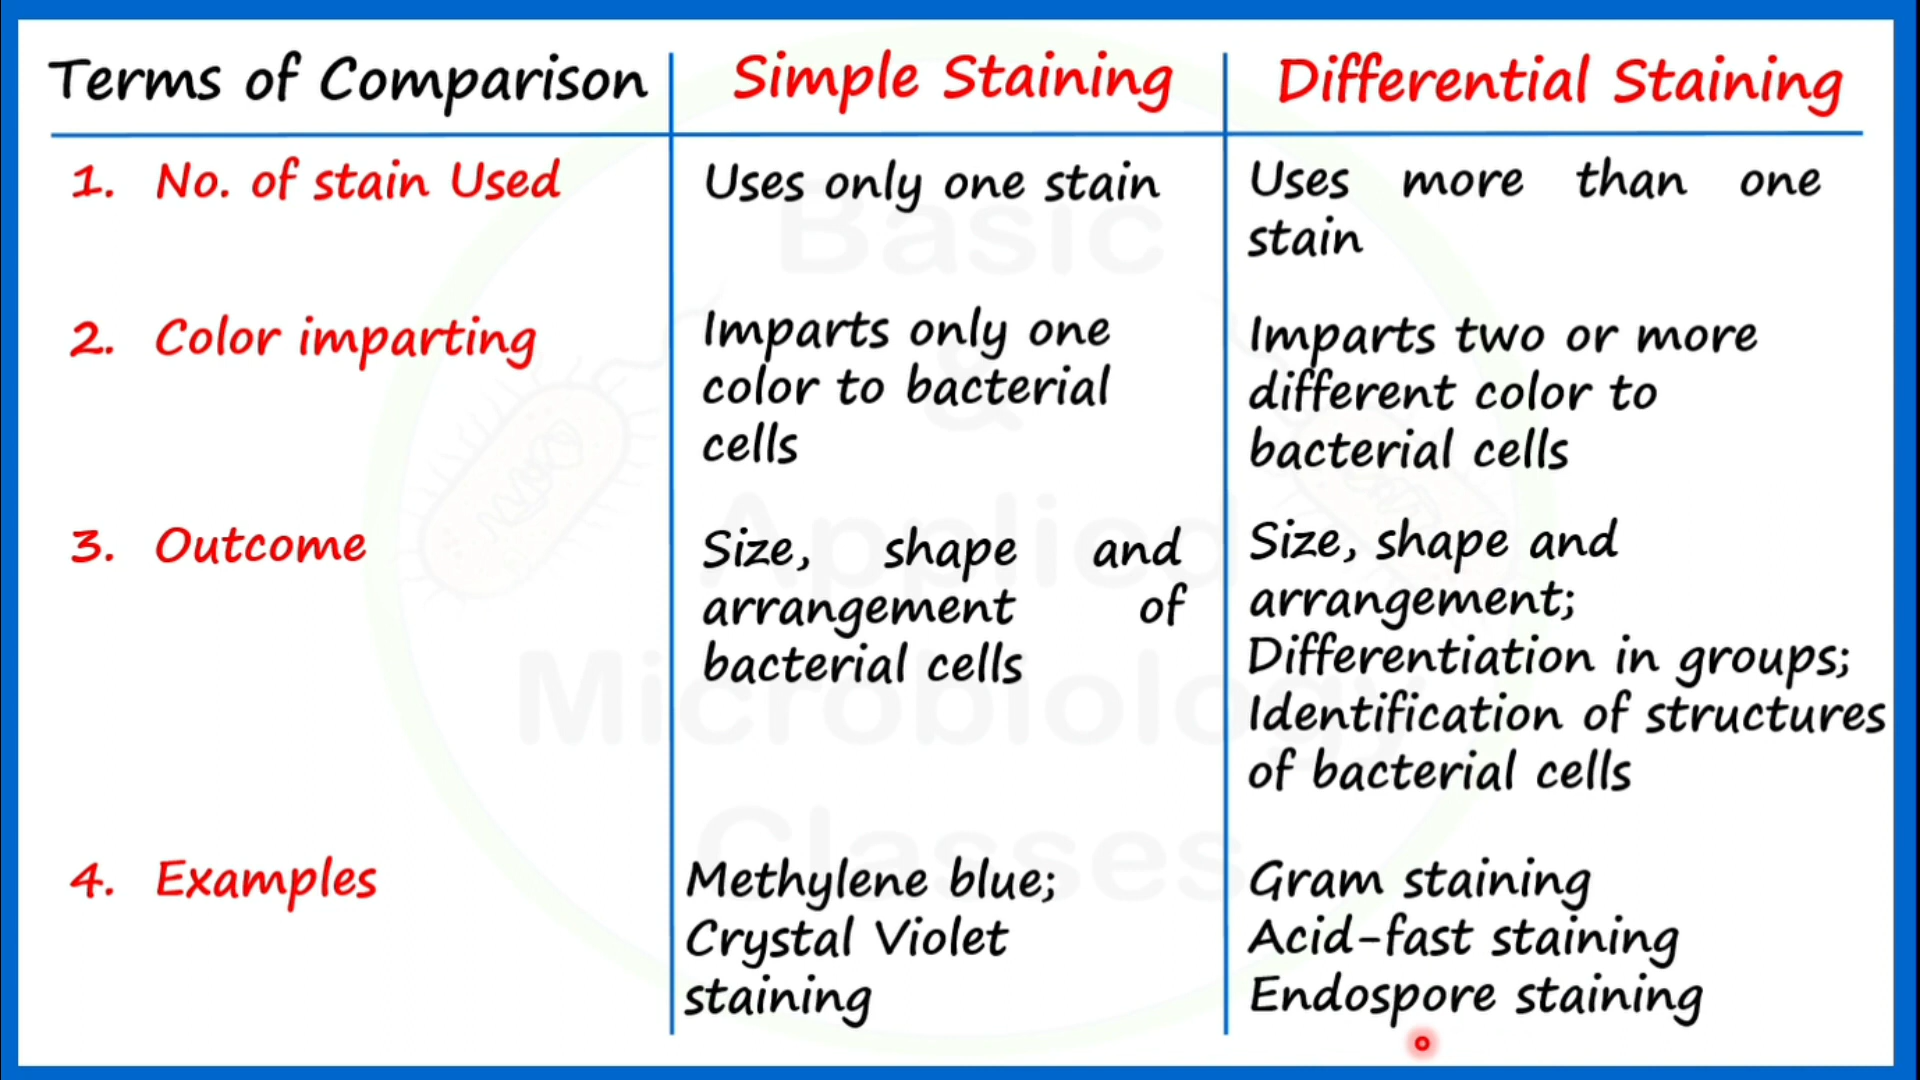 Terms of Comparison
Simple Staining
Differential Staining
1. No. of stain Used
Uses only one stain
Uses more than one
stain
2. Color imparting
Imparts only one
color to bacterial
cells
Imparts two or more
different color to
bacterial cells
3. Outcome
Size, shape and
arrangement of
bacterial cells
Size, shape and
arrangement;
Differentiation in groups;
Identification of structures
of bacterial cells
4. Examples
Methylene blue;
Crystal Violet
staining
Gram staining
Acid-fast staining
Endospore staining
Basic
&
Applied
Microbiology
Classes